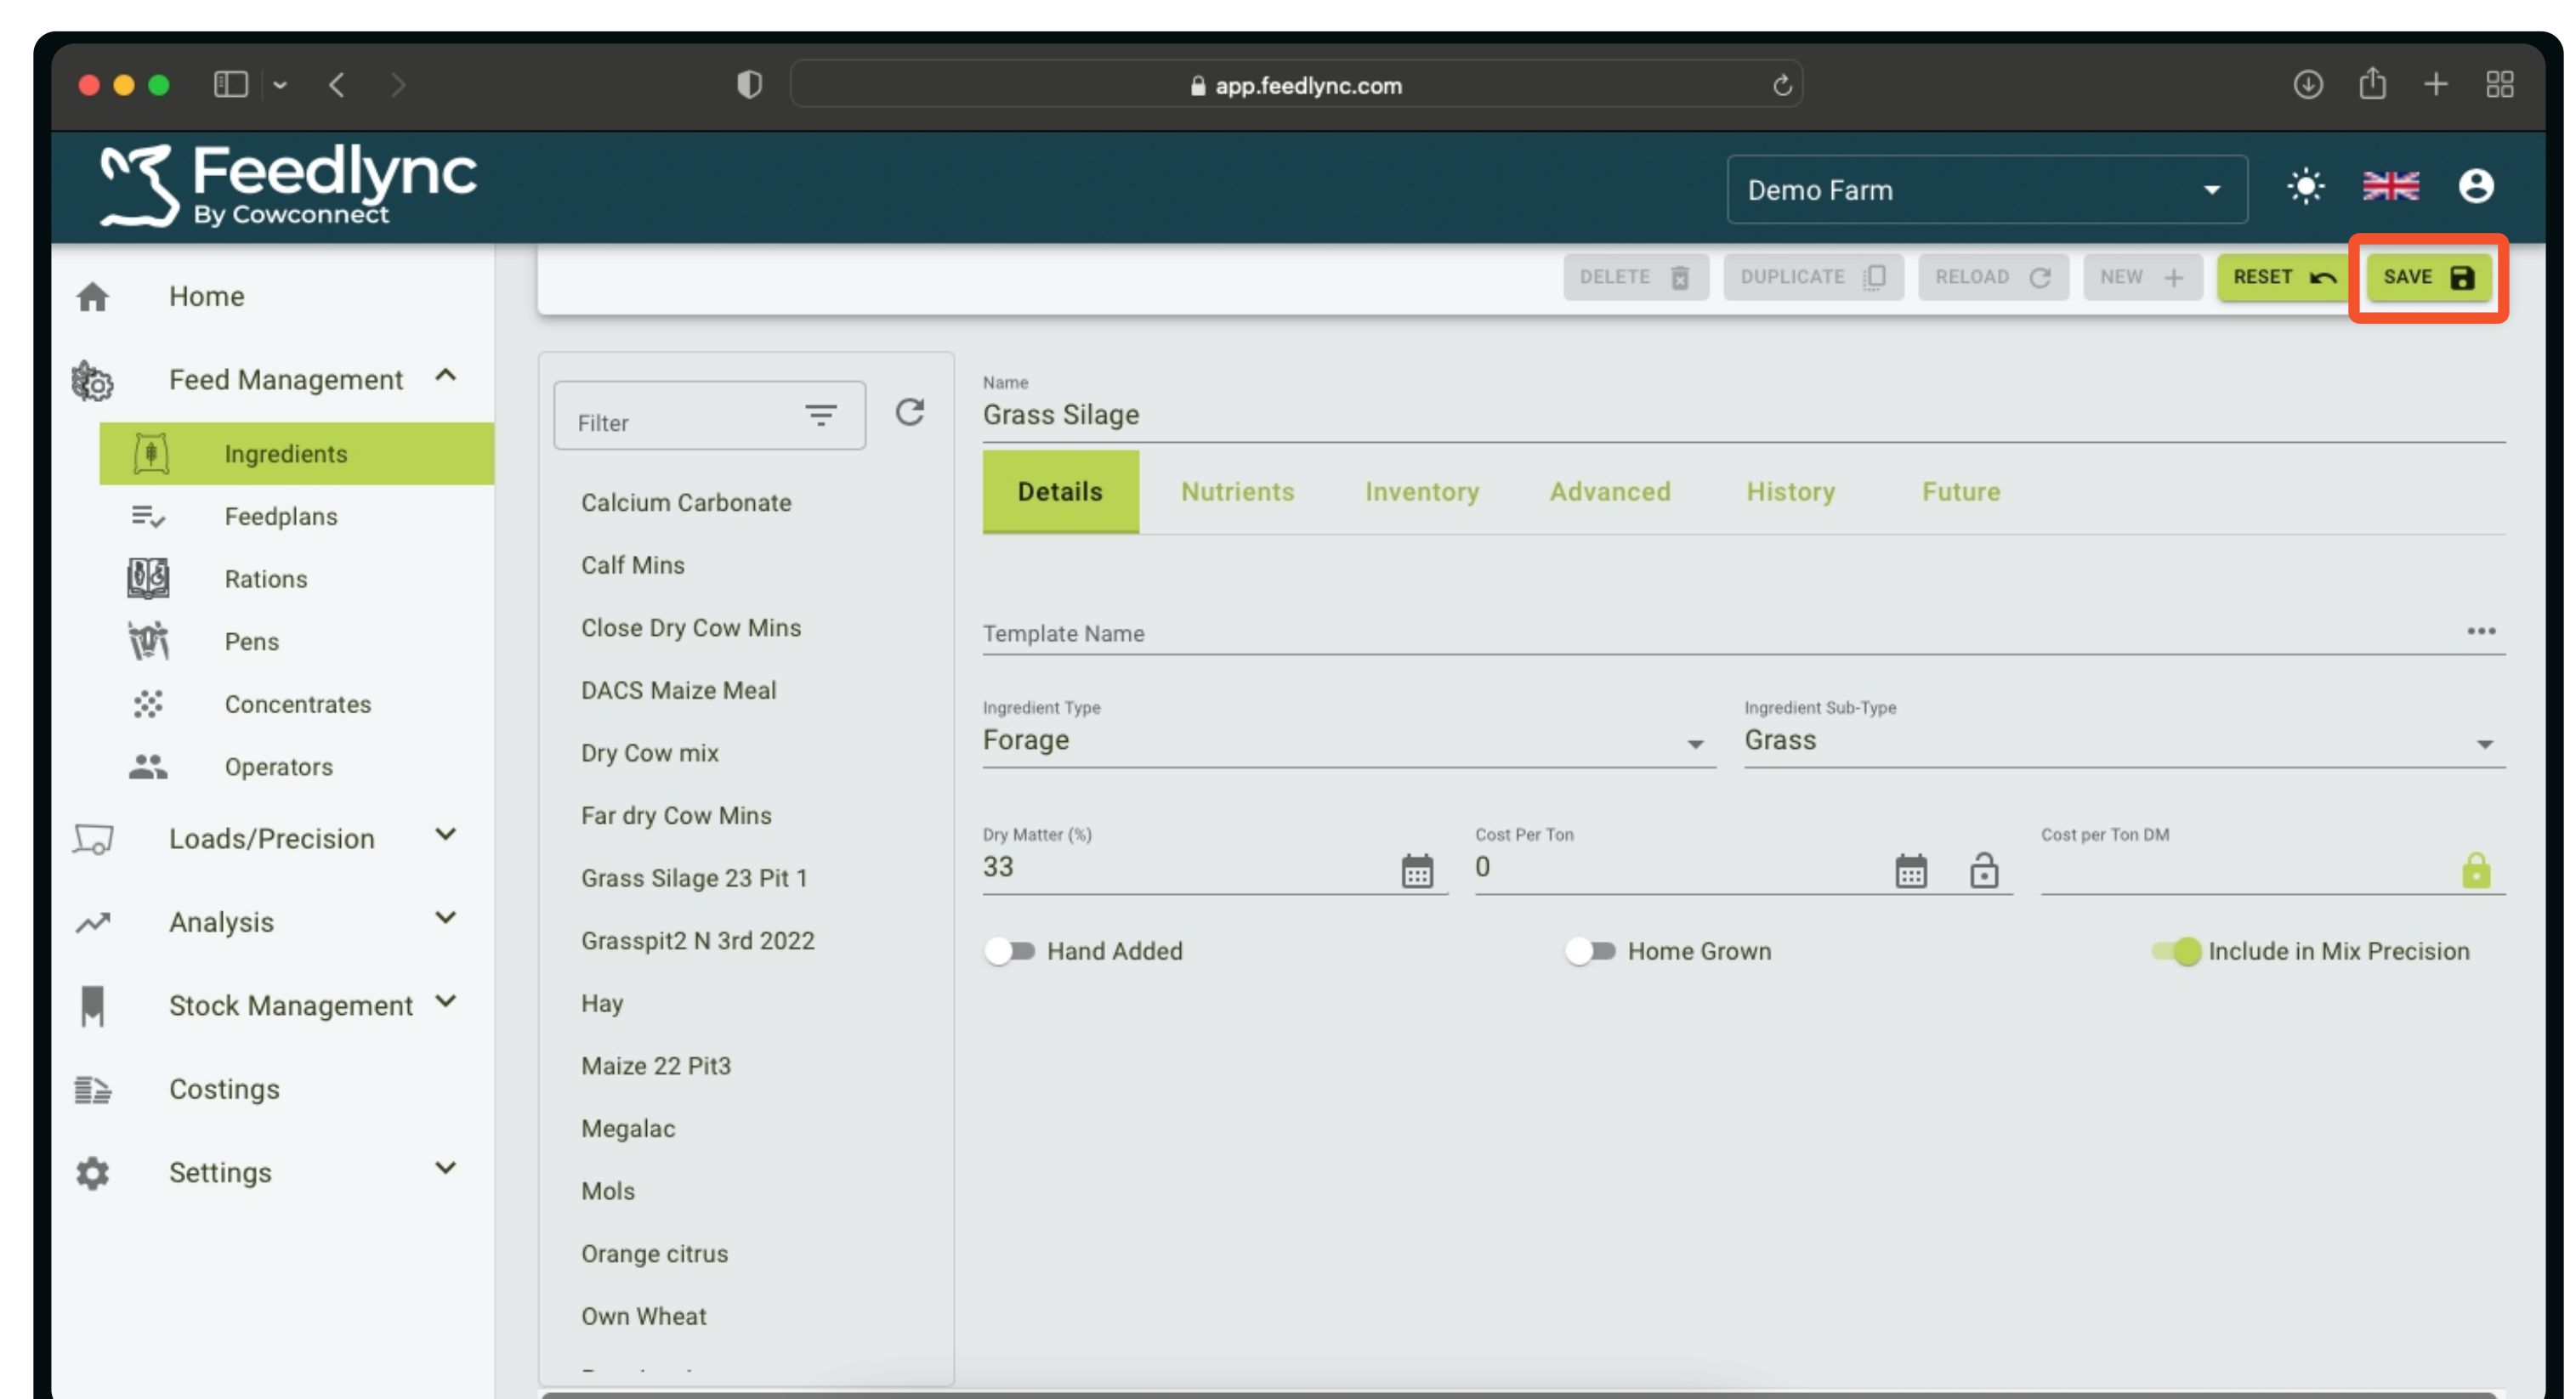 app.feedlync.com
Feedlync
By Cowconnect
Demo Farm
DELETE
DUPLICATE
RELOAD
NEW
RESET
SAVE
Home
Feed Management
Ingredients
Feedplans
Rations
Pens
Concentrates
Operators
Loads/Precision
Analysis
Stock Management
Costings
Settings
Filter
Calcium Carbonate
Calf Mins
Close Dry Cow Mins
DACS Maize Meal
Dry Cow mix
Far dry Cow Mins
Grass Silage 23 Pit 1
Grasspit2 N 3rd 2022
Hay
Maize 22 Pit3
Megalac
Mols
Orange citrus
Own Wheat
Name
Grass Silage
Details Nutrients Inventory Advanced History Future
Template Name
Ingredient Type
Forage
Ingredient Sub-Type
Grass
Dry Matter (%)
33
Cost Per Ton
0
Cost per Ton DM
Hand Added
Home Grown
Include in Mix Precision